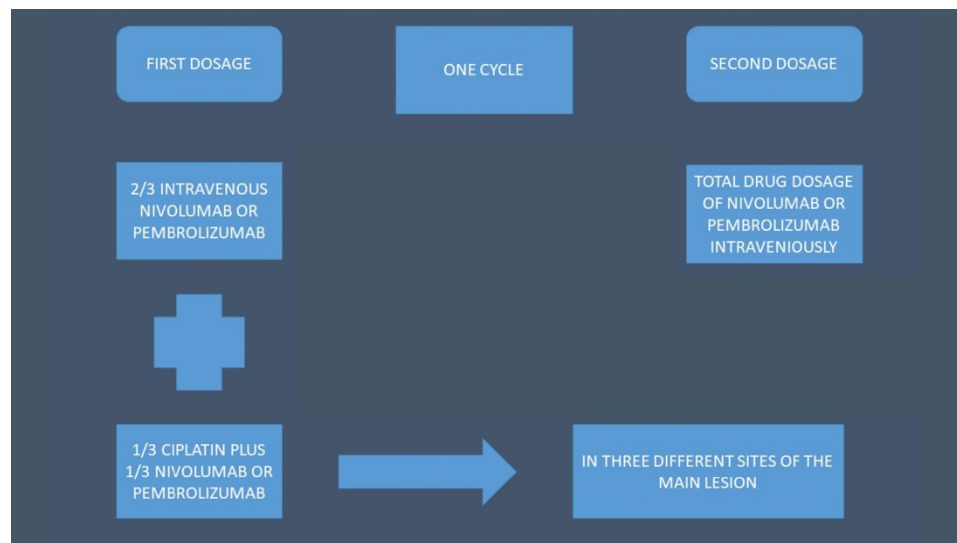 FIRST DOSAGE
ONE CYCLE
SECOND DOSAGE
2/3 INTRAVENOUS
NIVOLUMAB OR
PEMBROLIZUMAB
TOTAL DRUG DOSAGE
OF NIVOLUMAB OR
PEMBROLIZUMAB
INTRAVENIOUSLY
1/3 CIPLATIN PLUS
1/3 NIVOLUMAB OR
PEMBROLIZUMAB
IN THREE DIFFERENT SITES OF THE
MAIN LESION